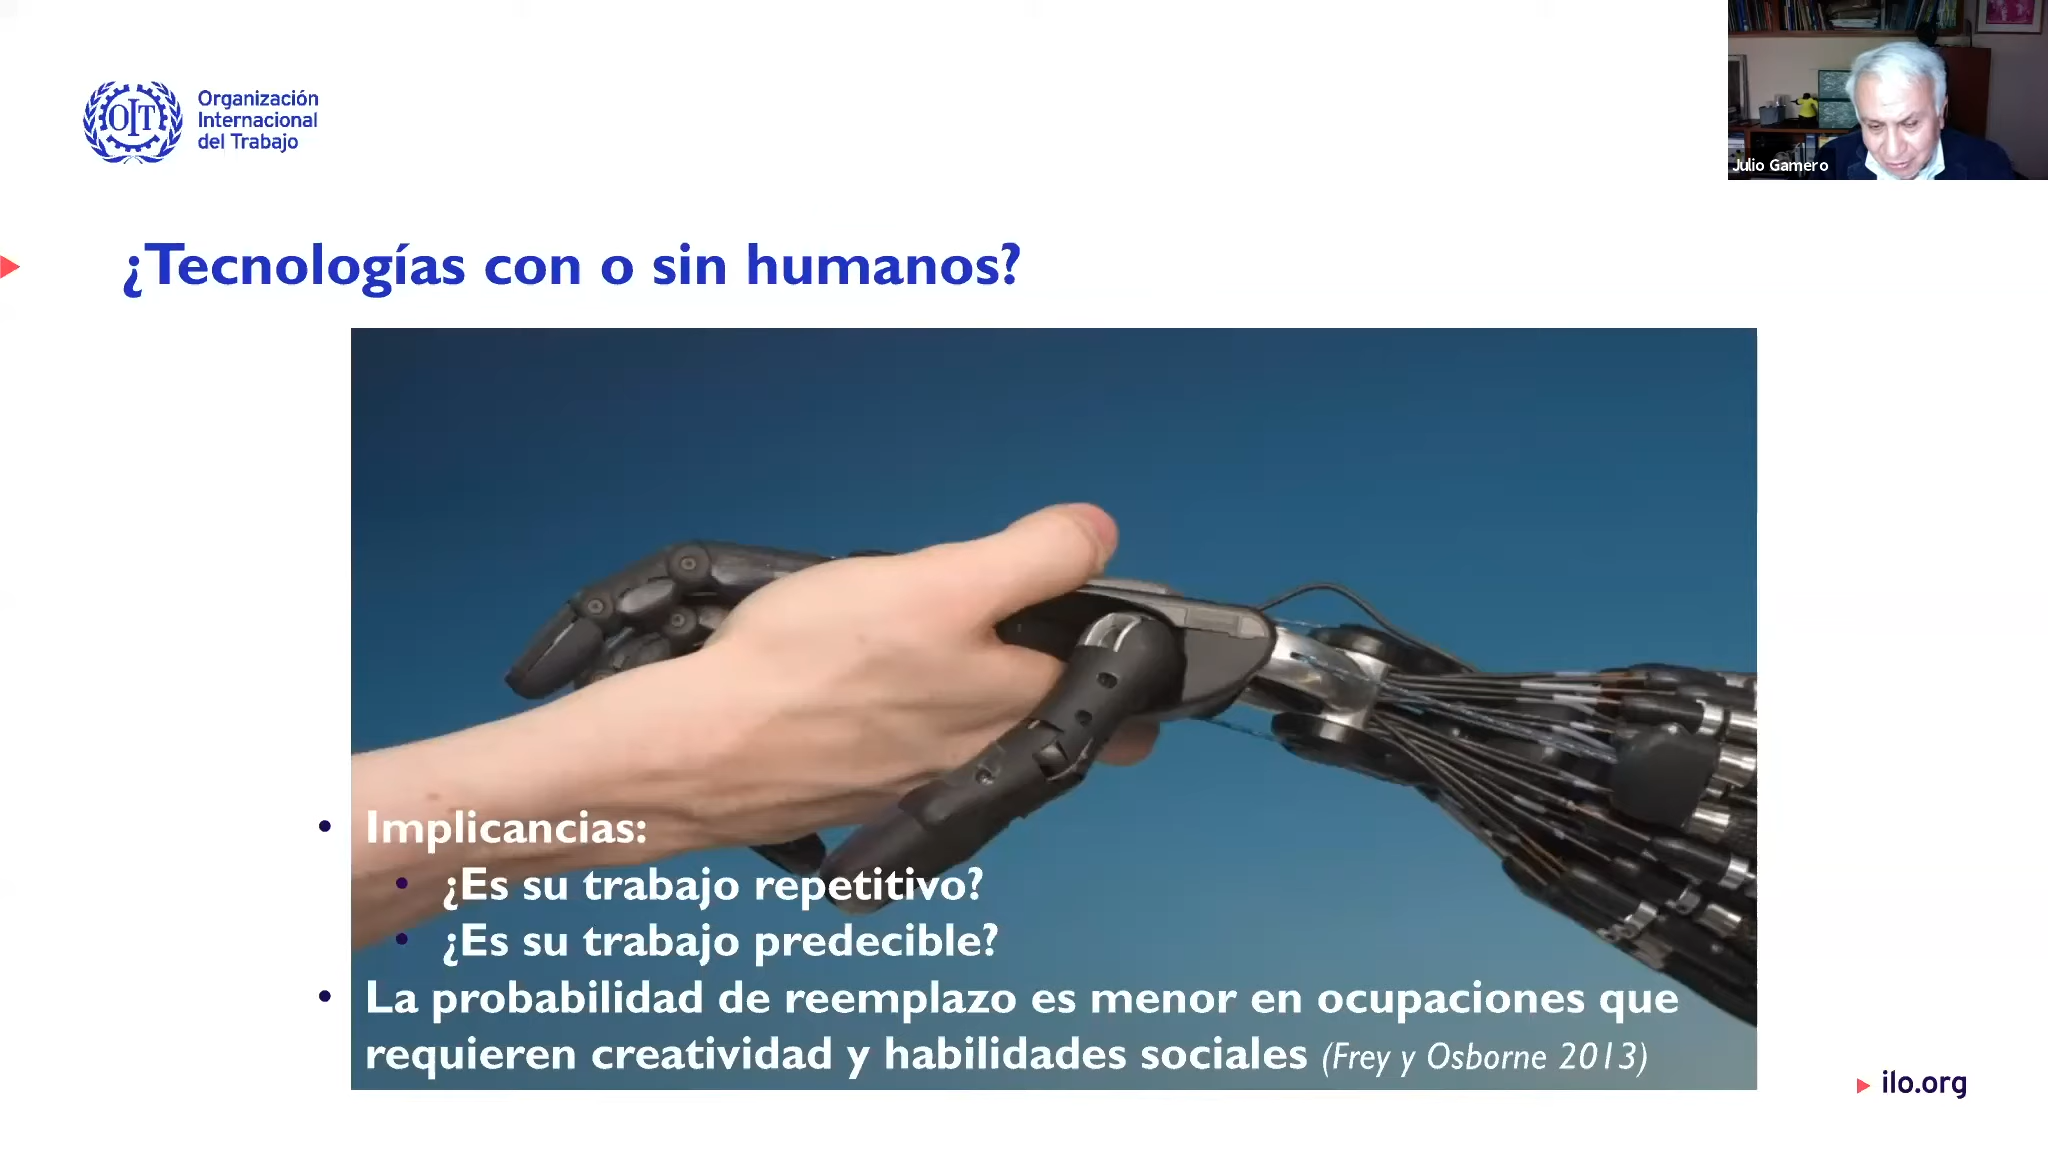 OIT
Organización
Internacional
del Trabajo
Julio Gamero
¿Tecnologías con o sin humanos?
• Implicancias:
• ¿Es su trabajo repetitivo?
• ¿Es su trabajo predecible?
• La probabilidad de reemplazo es menor en ocupaciones que
requieren creatividad y habilidades sociales (Frey y Osborne 2013)
ilo.org